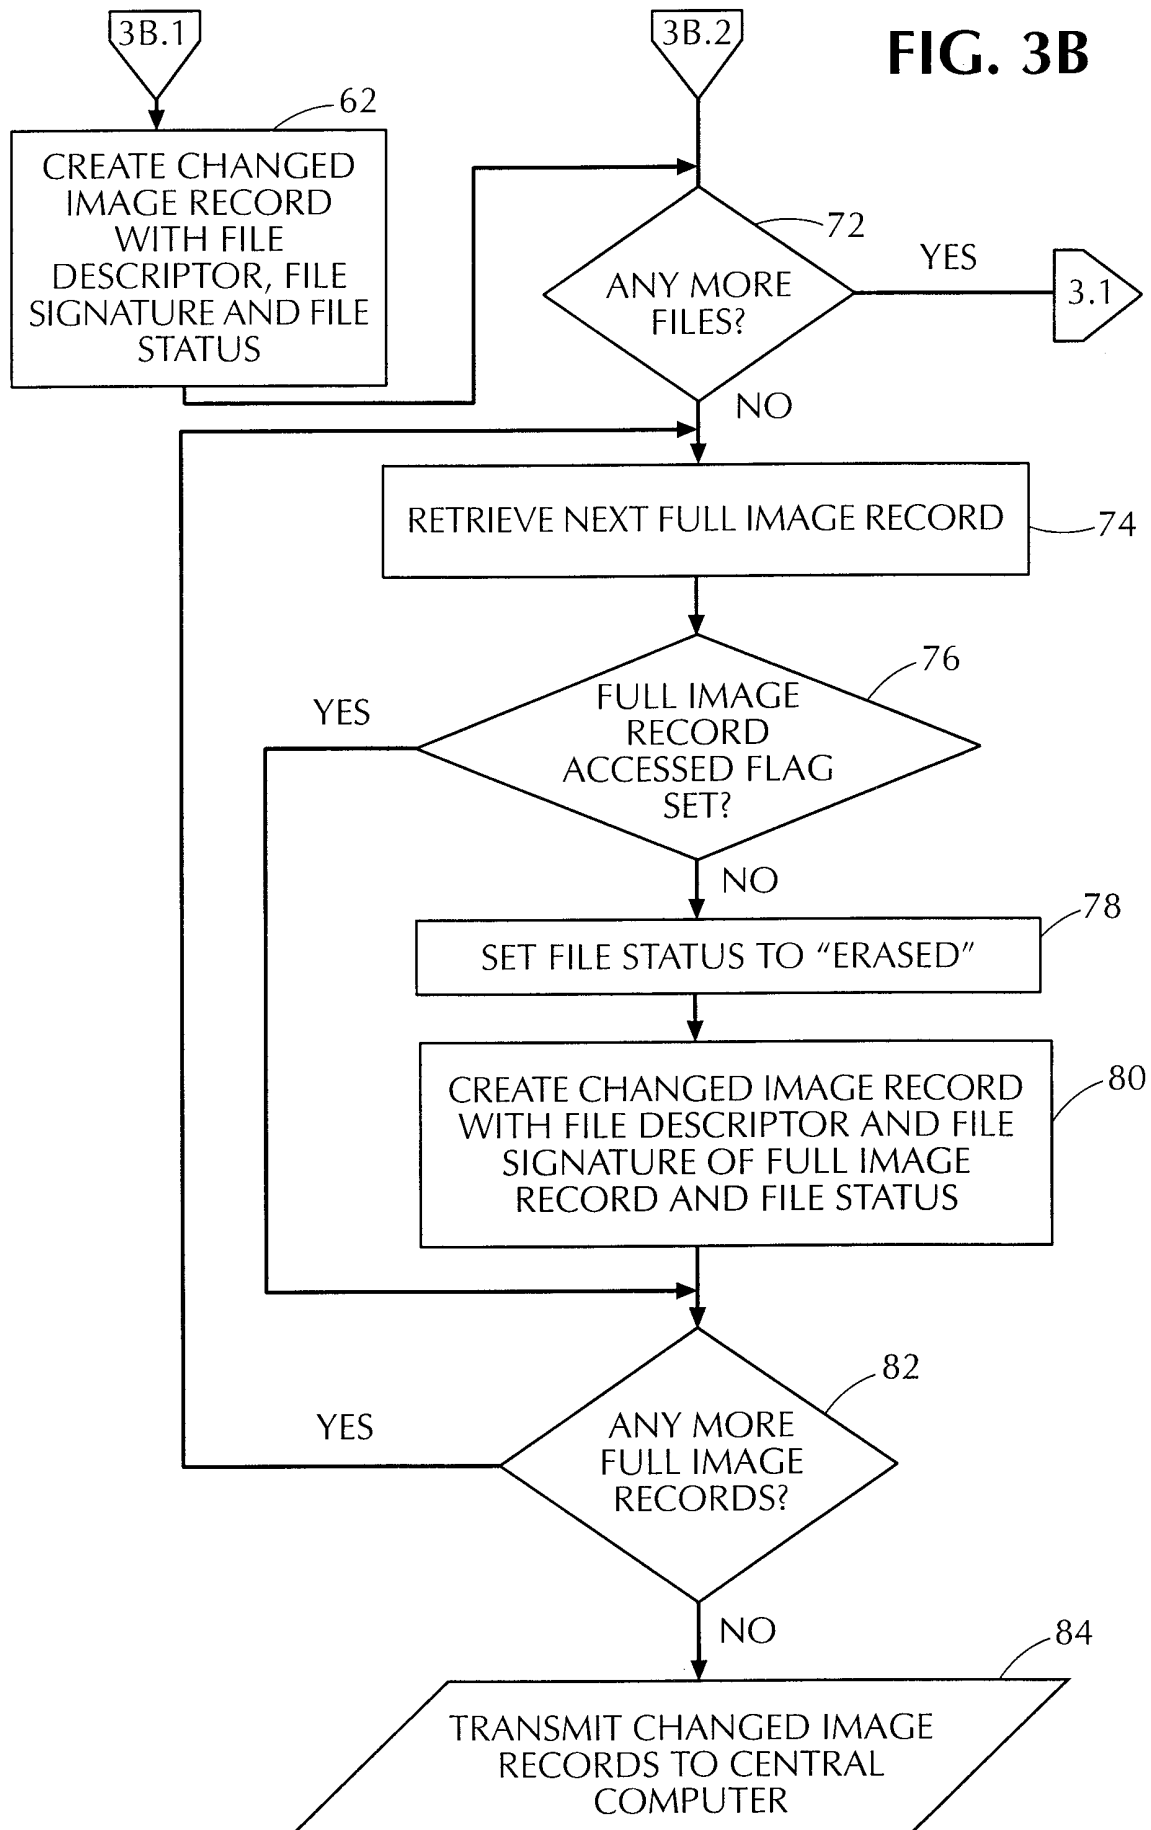 3B.1
3B.2
FIG. 3B
62
CREATE CHANGED
IMAGE RECORD
WITH FILE
DESCRIPTOR, FILE
SIGNATURE AND FILE
STATUS
72
ANY MORE
FILES?
YES
3.1
NO
RETRIEVE NEXT FULL IMAGE RECORD
74
76
YES
FULL IMAGE
RECORD
ACCESSED FLAG
SET?
NO
78
SET FILE STATUS TO “ERASED”
80
CREATE CHANGED IMAGE RECORD
WITH FILE DESCRIPTOR AND FILE
SIGNATURE OF FULL IMAGE
RECORD AND FILE STATUS
82
YES
ANY MORE
FULL IMAGE
RECORDS?
NO
84
TRANSMIT CHANGED IMAGE
RECORDS TO CENTRAL
COMPUTER